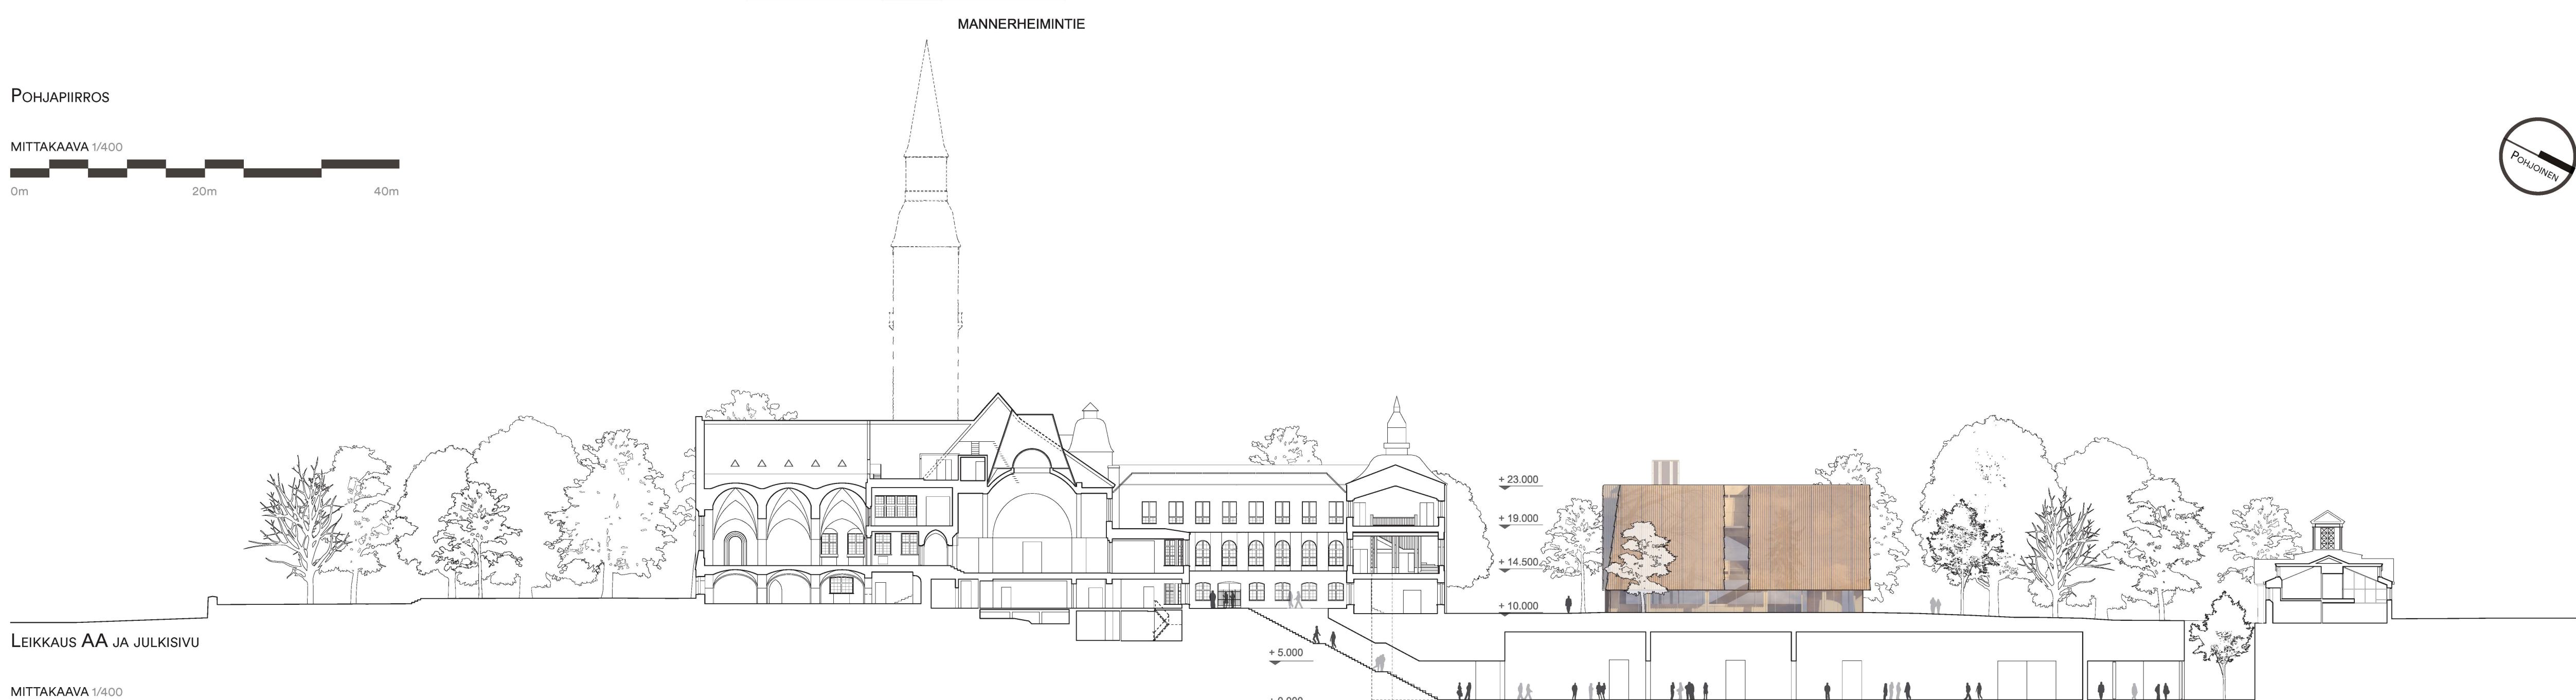 MANNERHEIMINTIE
POHJAPIIRROS
MITTAKAAVA 1/400
0m 20m 40m
POHJOINEN
+ 23.000
+ 19.000
+ 14.500
+ 10.000
LEIKKAUS AA JA JULKISIVU
+ 5.000
MITTAKAAVA 1/400